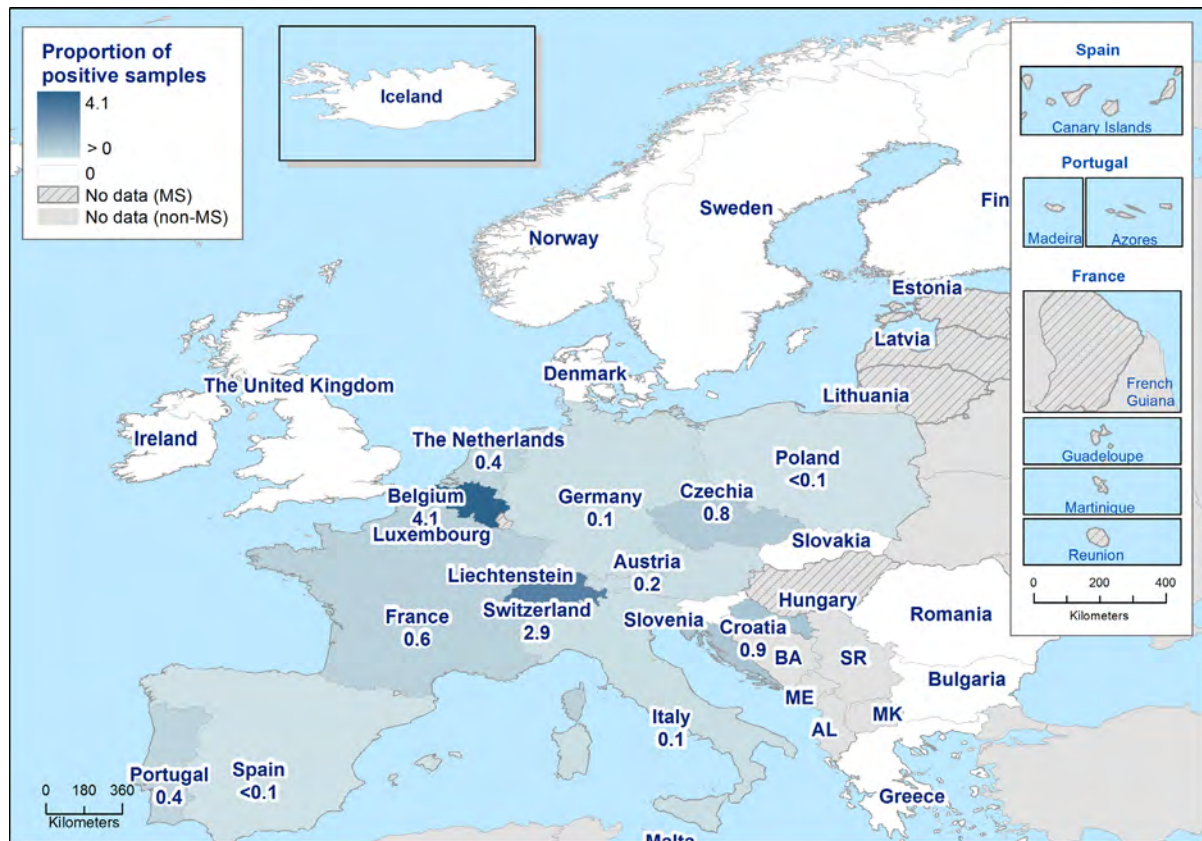 Proportion of
positive samples
4.1
> 0
0
No data (MS)
No data (non-MS)
Iceland
Spain
Canary Islands
Portugal
Madeira
Azores
France
French
Guiana
Guadeloupe
Martinique
Reunion
0 200 400
Kilometers
Sweden
Norway
Fin
Estonia
Latvia
Lithuania
Denmark
The United Kingdom
Ireland
The Netherlands
0.4
Belgium
4.1
Luxembourg
Germany
0.1
Poland
<0.1
Czechia
0.8
Slovakia
Austria
0.2
Liechtenstein
Switzerland
2.9
France
0.6
Hungary
Slovenia
Croatia
0.9
Romania
BA
SR
Bulgaria
ME
MK
AL
Italy
0.1
Portugal
0.4
Spain
<0.1
Greece
Malta
0 180 360
Kilometers